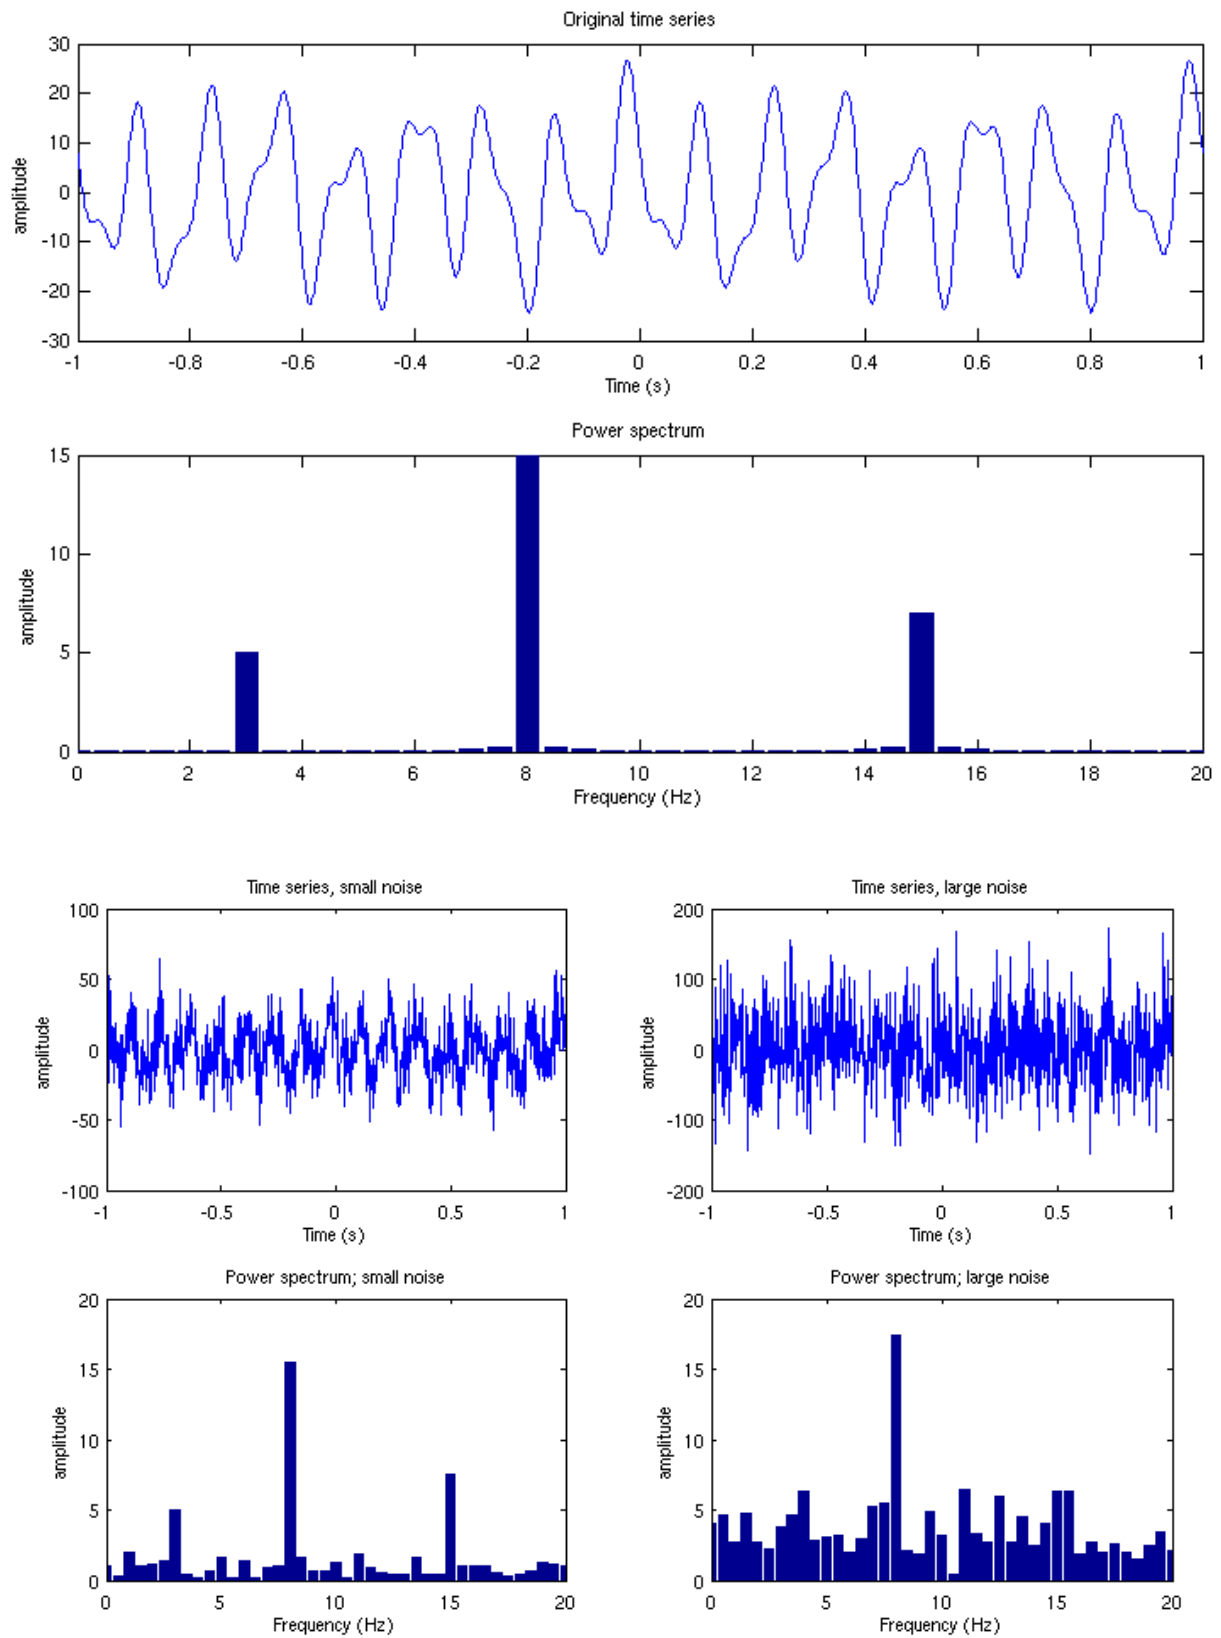 Original time series
30
20
10
0
-10
-20
-30
amplitude
-1 -0.8 -0.6 -0.4 -0.2 0 0.2 0.4 0.6 0.8 1
Time (s)
Power spectrum
15
10
5
0
amplitude
0 2 4 6 8 10 12 14 16 18 20
Frequency (Hz)
Time series, small noise
100
50
0
-50
-100
amplitude
-1 -0.5 0 0.5 1
Time (s)
Time series, large noise
200
100
0
-100
-200
amplitude
-1 -0.5 0 0.5 1
Time (s)
Power spectrum; small noise
20
15
10
5
0
amplitude
0 5 10 15 20
Frequency (Hz)
Power spectrum; large noise
20
15
10
5
0
amplitude
0 5 10 15 20
Frequency (Hz)